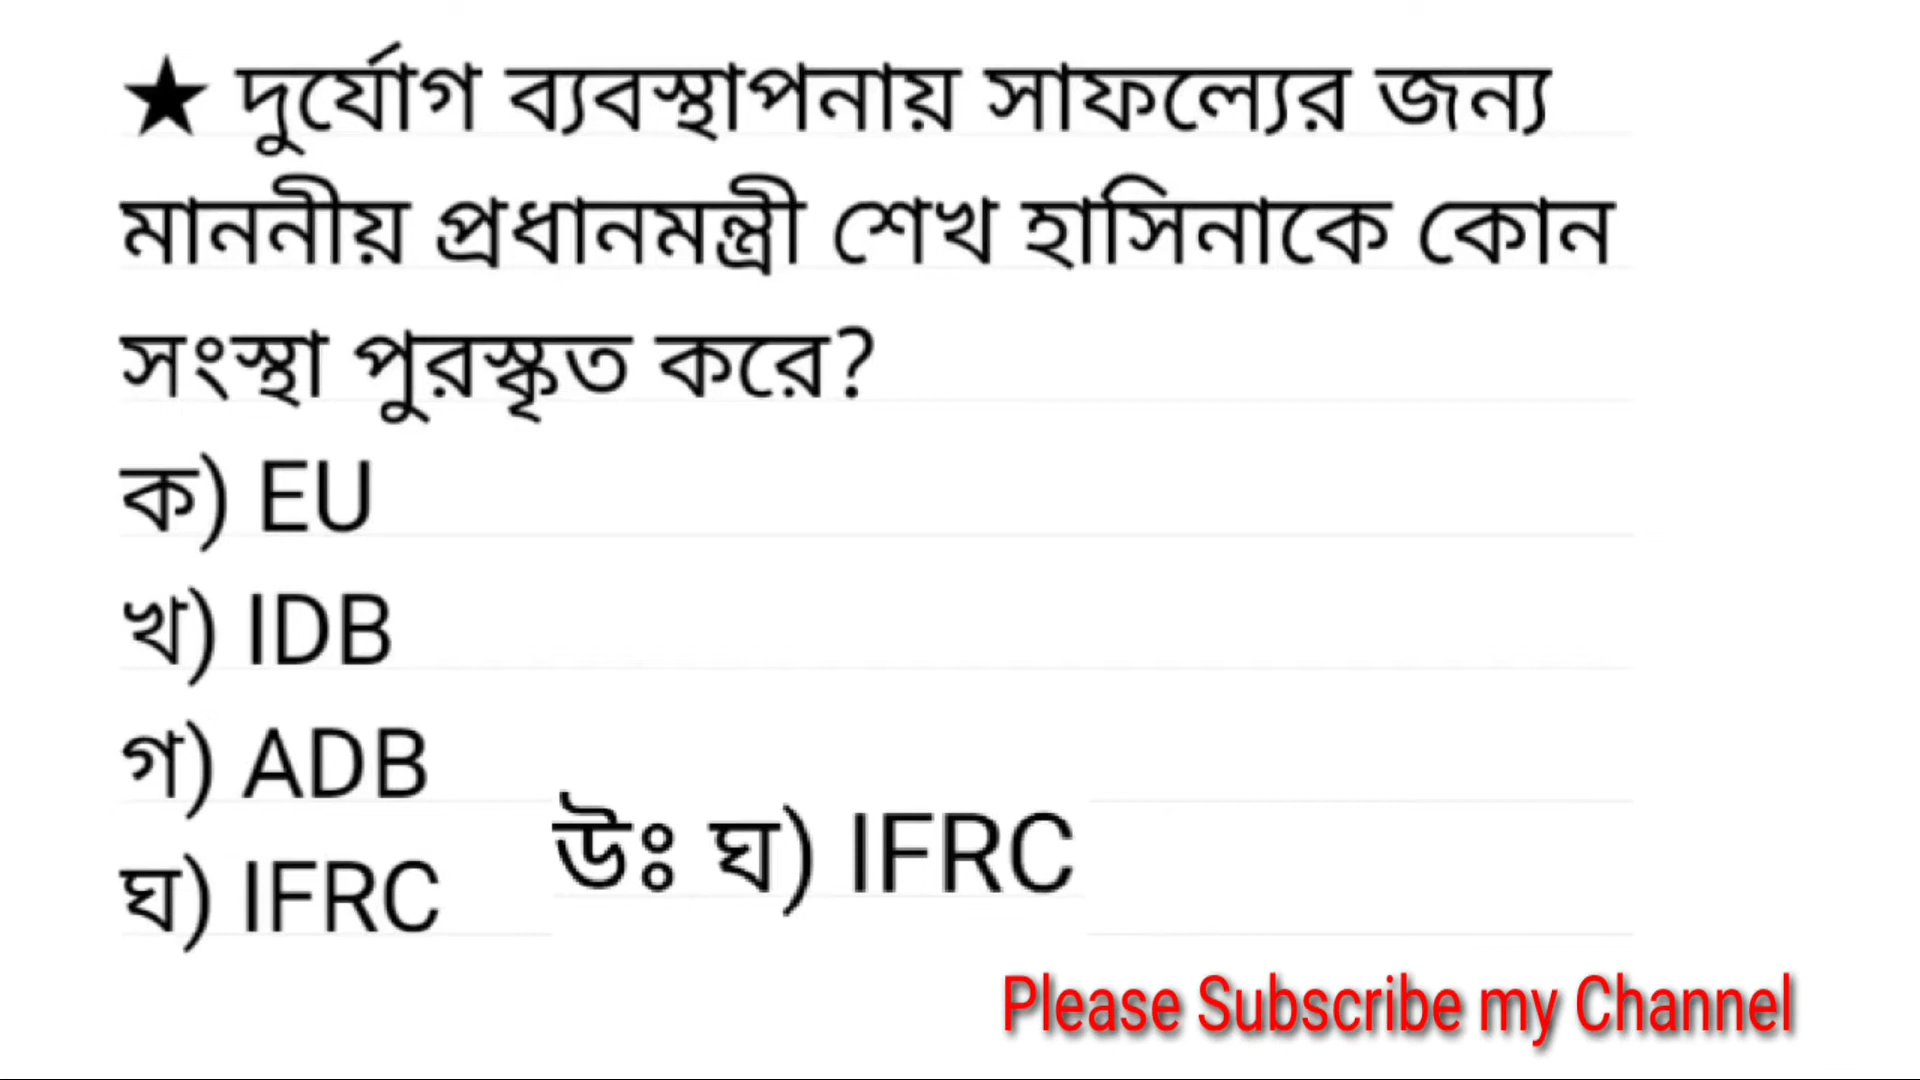 ★ দুর্যোগ ব্যবস্থাপনায় সাফল্যের জন্য
মাননীয় প্রধানমন্ত্রী শেখ হাসিনাকে কোন
সংস্থা পুরস্কৃত করে?
ক) EU
খ) IDB
গ) ADB
ঘ) IFRC
উঃ ঘ) IFRC
Please Subscribe my Channel